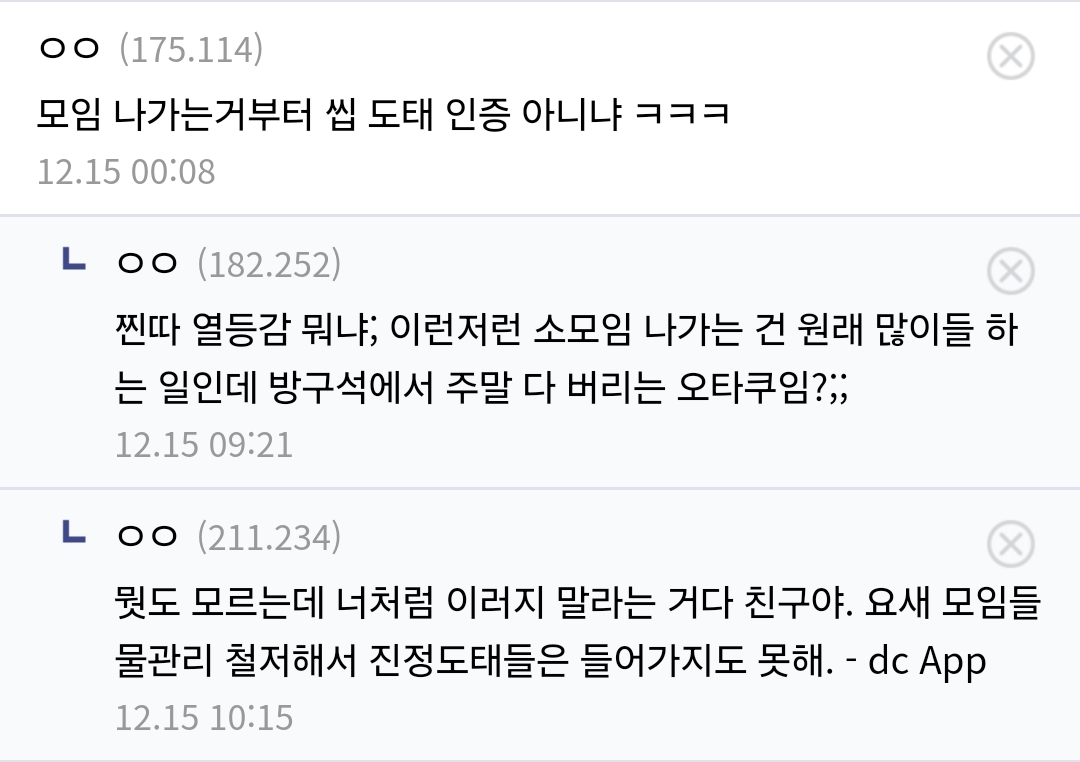 ㅇㅇ (175.114)
모임 나가는거부터 씹 도태 인증 아니냐 ㅋㅋㅋ
12.15 00:08
ㅇㅇ (182.252)
찐따 열등감 뭐냐; 이런저런 소모임 나가는 건 원래 많이들 하
는 일인데 방구석에서 주말 다 버리는 오타쿠임?;;
12.15 09:21
ㅇㅇ (211.234)
뭣도 모르는데 너처럼 이러지 말라는 거다 친구야. 요새 모임들
물관리 철저해서 진정도태들은 들어가지도 못해. - dc App
12.15 10:15